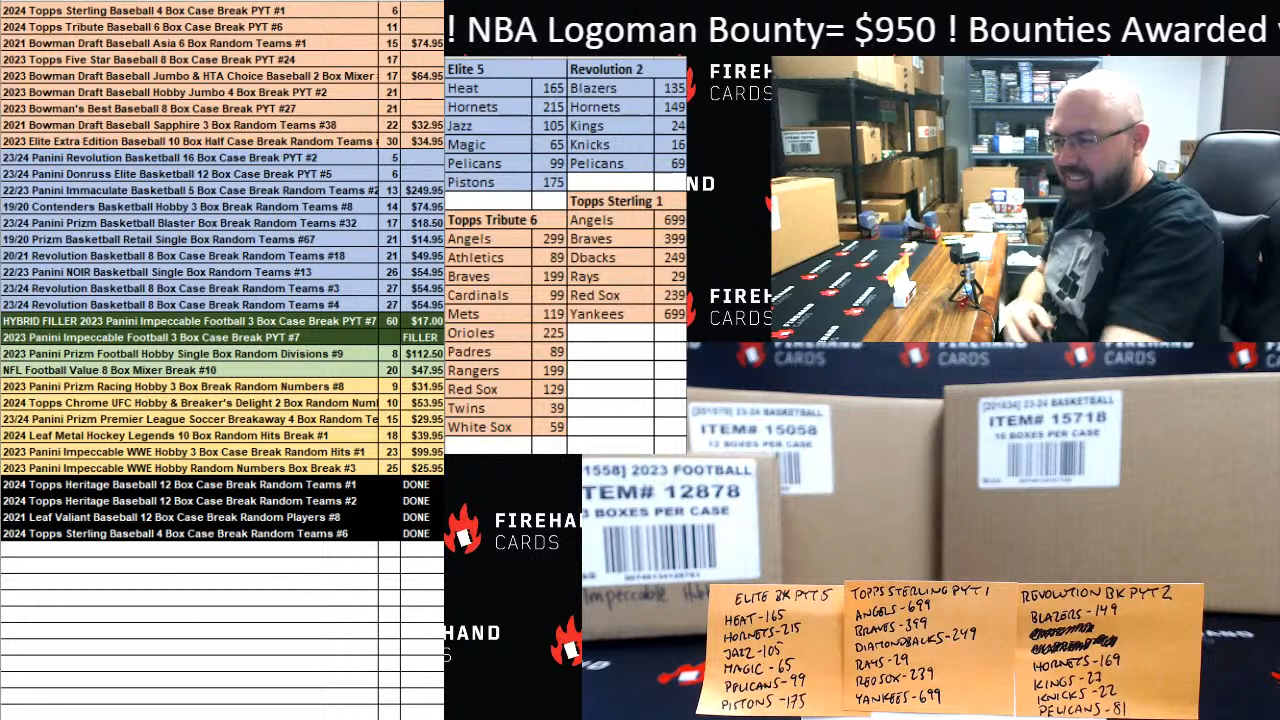 2024 Topps Sterling Baseball 4 Box Case Break PYT #1 6
2024 Topps Tribute Baseball 6 Box Case Break PYT #6 11
2021 Bowman Draft Baseball Asia 6 Box Random Teams #1 15 $74.95
2023 Topps Five Star Baseball 8 Box Case Break PYT #24 17
2023 Bowman Draft Baseball Jumbo & HTA Choice Baseball 2 Box Mixer 17 $64.95
2023 Bowman Draft Baseball Hobby Jumbo 4 Box PYT #2 21
2023 Bowman's Best Baseball 8 Box Case Break PYT #27 21
2021 Bowman Draft Baseball Sapphire 3 Box Random Teams #38 22 $32.95
2023 Elite Extra Edition Baseball 10 Box Half Case Break Random Teams 30 $34.95
23/24 Panini Revolution Basketball 16 Box Case Break PYT #2 5
23/24 Panini Donruss Elite Basketball 12 Box PYT #5 6
22/23 Panini Immaculate Basketball 5 Box Case Break Random Teams #2 13 $249.95
19/20 Contenders Basketball Hobby 3 Box Random Teams #8 14 $74.95
23/24 Panini Prizm Basketball Blaster Box Random Teams #32 17 $18.50
19/20 Prizm Basketball Retail Single Box Random Teams #67 21 $14.95
20/21 Revolution Basketball 8 Box Random Teams #18 21 $49.95
22/23 Panini NOIR Basketball Single Box Random Teams #13 26 $54.95
23/24 Revolution Basketball 8 Box Random Teams #3 27 $54.95
23/24 Revolution Basketball 8 Box Random Teams #4 27 $54.95
HYBRID FILLER 2023 Panini Impeccable Football 3 Box Case Break PYT #7 60 $17.00
2023 Panini Impeccable Football 3 Box Case Break PYT #7 FILLER
2023 Panini Prizm Football Hobby Single Box Random Divisions #9 8 $112.50
NFL Football Value 8 Box Mixer Break #10 20 $47.95
2023 Panini Prizm Racing Hobby 3 Box Break Random Numbers #8 9 $31.95
2024 Topps Chrome UFC Hobby & Breaker's Delight 2 Box Random Numl 10 $53.95
23/24 Panini Prizm Premier League Soccer Breakaway 4 Box Random Te 15 $29.95
2024 Leaf Metal Hockey Legends 10 Box Random Hits Break #1 18 $39.95
2023 Panini Impeccable WWE Hobby 3 Box Case Break Random Hits #1 23 $99.95
2023 Panini Impeccable WWE Hobby Random Numbers Box Break #3 25 $25.95
2024 Topps Heritage Baseball 12 Box Case Break Random Teams #1 DONE
2024 Topps Heritage Baseball 12 Box Case Break Random Teams #2 DONE
2021 Leaf Valiant Baseball 12 Box Case Break Random Players #8 DONE
2024 Topps Sterling Baseball 4 Box Case Break Random Teams #6 DONE
! NBA Logoman Bounty= $950 ! Bounties Awarded
Elite 5
Heat 165
Hornets 215
Jazz 105
Magic 65
Pelicans 99
Pistons 175
Revolution 2
Blazers 135
Hornets 149
Kings 24
Knicks 16
Pelicans 69
Topps Tribute 6
Angels 299
Athletics 89
Braves 199
Cardinals 99
Mets 119
Orioles 225
Padres 89
Rangers 199
Red Sox 129
Twins 39
White Sox 59
Topps Sterling 1
Angels 699
Braves 399
Dbacks 249
Rays 29
Red Sox 239
Yankees 699
FIREH
CARDS
ND
FIREH
CARDS
CARDS
CARDS
CARDS
FIREHA
CARDS
HAND
S
[201634] 23-24 BASKETBALL
ITEM# 15718
16 BOXES PER CASE
23-24 BASKETBALL
ITEM# 15058
12 BOXES PER CASE
1558] 2023 FOOTBALL
TEM# 12878
3 BOXES PER CASE
Impeccable
ELITE BK PYT 5
HEAT-165
HORNETS-215
JAZZ-105
MAGIC-65
PELICANS-99
PISTONS-175
TOPPS STERLING PYT 1
ANGELS-699
BRAVES-399
DIAMONDBACKS-249
RAYS-29
RED SOX-239
YANKEES-699
REVOLUTION BK PYT 2
BLAZERS-149
HORNETS-169
KINGS-27
KNICKS-22
PELICANS-81